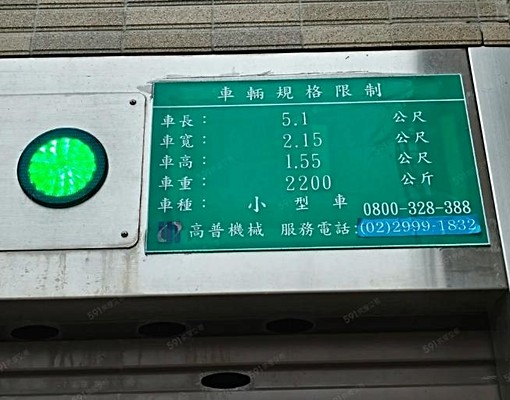 車輛規格限制
車長: 5.1 公尺
車寬: 2.15 公尺
車高: 1.55 公尺
車重: 2200 公斤
車種: 小型車 0800-328-388
高普機械 服務電話:(02)2999-1832